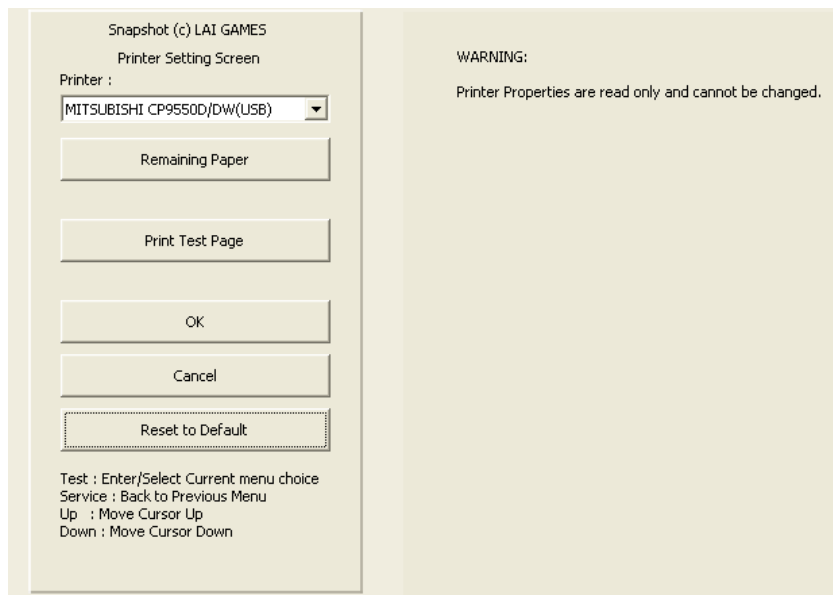 Snapshot (c) LAI GAMES
Printer Setting Screen
Printer :
MITSUBISHI CP9550D/DW(USB)
Remaining Paper
Print Test Page
OK
Cancel
Reset to Default
Test : Enter/Select Current menu choice
Service : Back to Previous Menu
Up : Move Cursor Up
Down : Move Cursor Down
WARNING:
Printer Properties are read only and cannot be changed.